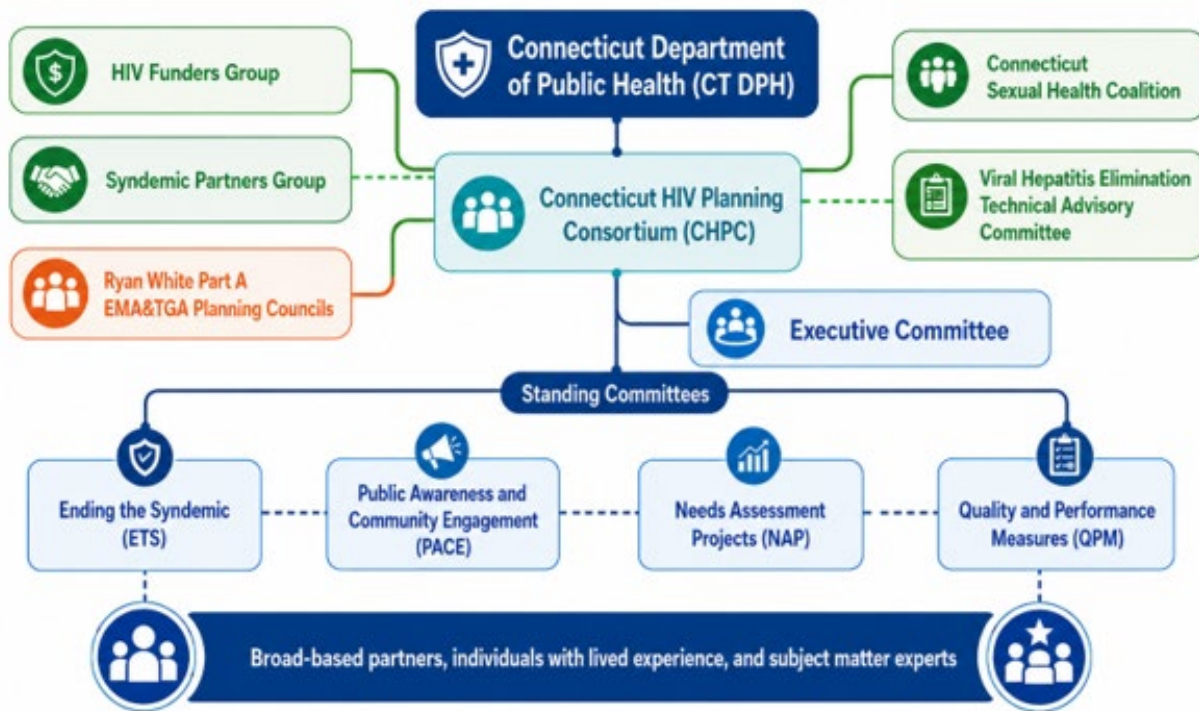 Connecticut Department
of Public Health (CT DPH)
HIV Funders Group
Connecticut
Sexual Health Coalition
Syndemic Partners Group
Connecticut HIV Planning
Consortium (CHPC)
Viral Hepatitis Elimination
Technical Advisory
Committee
Ryan White Part A
EMA&TGA Planning Councils
Executive Committee
Standing Committees
Ending the Syndemic
(ETS)
Public Awareness and
Community Engagement
(PACE)
Needs Assessment
Projects (NAP)
Quality and Performance
Measures (QPM)
Broad-based partners, individuals with lived experience, and subject matter experts